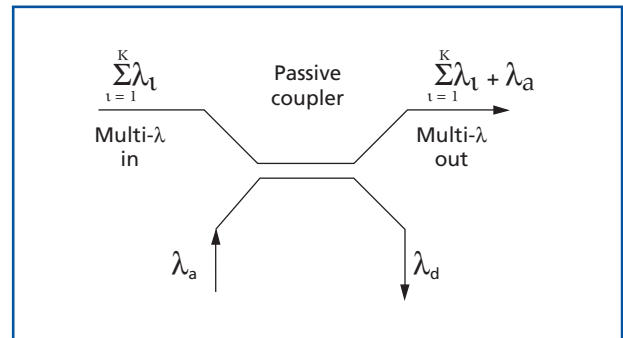 K
Σλι
ι = 1
Multi-λ
in
Passive
coupler
K
Σλι + λa
ι = 1
Multi-λ
out
λa
λd